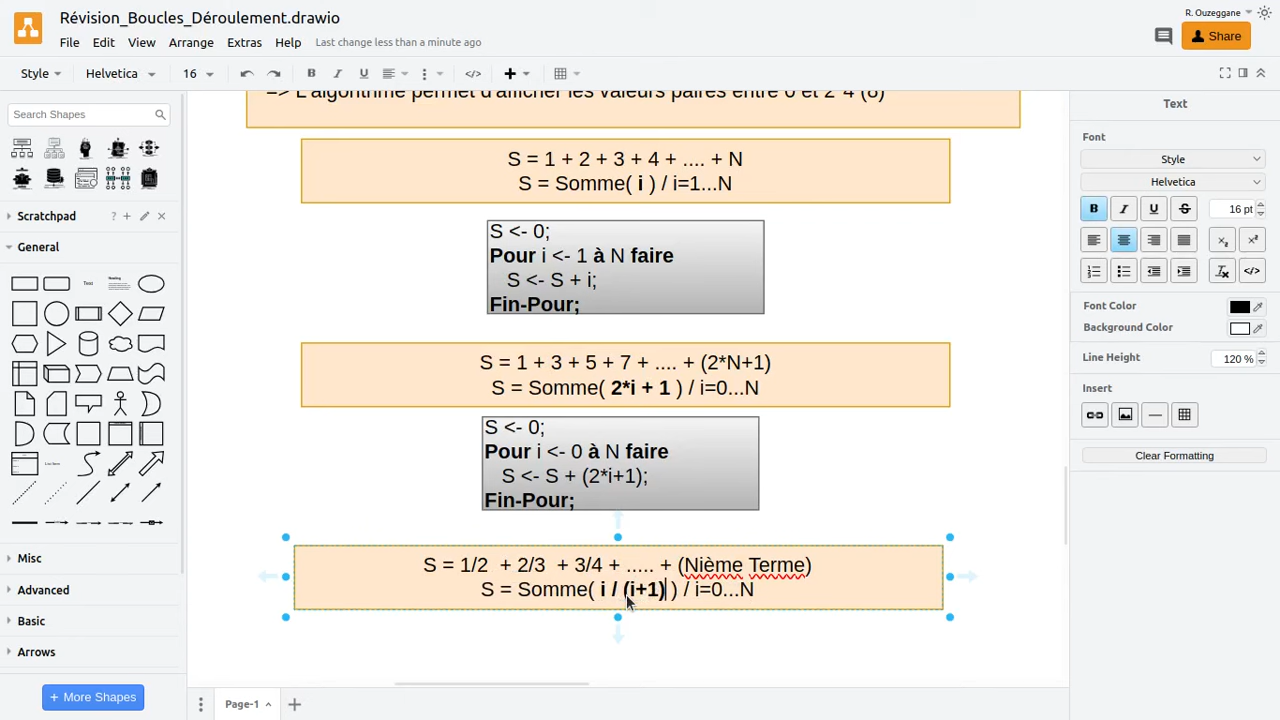 Révision_Boucles_Déroulement.drawio
R. Ouzeggane
File Edit View Arrange Extras Help Last change less than a minute ago
Share
Style Helvetica 16 B I U </>
Search Shapes
Scratchpad
?
General
Text
Heading
List Item
Misc
Advanced
Basic
Arrows
+ More Shapes
=> L'algorithme permet d'afficher les valeurs paires entre 0 et 2*4 (8)
S = 1 + 2 + 3 + 4 + .... + N
S = Somme( i ) / i=1...N
S <- 0;
Pour i <- 1 à N faire
S <- S + i;
Fin-Pour;
S = 1 + 3 + 5 + 7 + .... + (2*N+1)
S = Somme( 2*i + 1 ) / i=0...N
S <- 0;
Pour i <- 0 à N faire
S <- S + (2*i+1);
Fin-Pour;
S = 1/2 + 2/3 + 3/4 + ..... + (Nième Terme)
S = Somme( i / (i+1) ) / i=0...N
Page-1
Text
Font
Style
Helvetica
B I U S 16 pt
Font Color
Background Color
Line Height 120 %
Insert
Clear Formatting